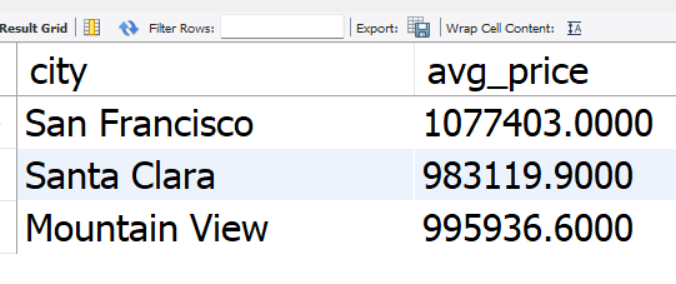 Result Grid Filter Rows: Export: Wrap Cell Content:
city avg_price
San Francisco 1077403.0000
Santa Clara 983119.9000
Mountain View 995936.6000